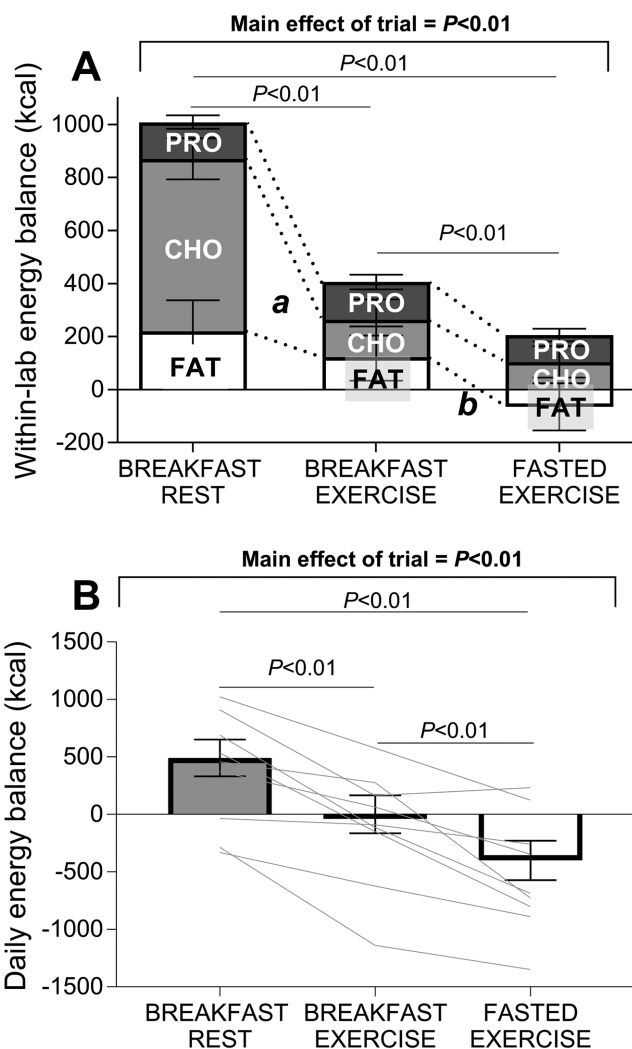 Main effect of trial = P<0.01
A
P<0.01
P<0.01
Within-lab energy balance (kcal)
1000
800
600
400
200
0
-200
PRO
CHO
FAT
a
PRO
CHO
FAT
P<0.01
b
PRO
CHO
FAT
BREAKFAST
REST
BREAKFAST
EXERCISE
FASTED
EXERCISE
Main effect of trial = P<0.01
B
P<0.01
P<0.01
P<0.01
Daily energy balance (kcal)
1500
1000
500
0
-500
-1000
-1500
BREAKFAST
REST
BREAKFAST
EXERCISE
FASTED
EXERCISE